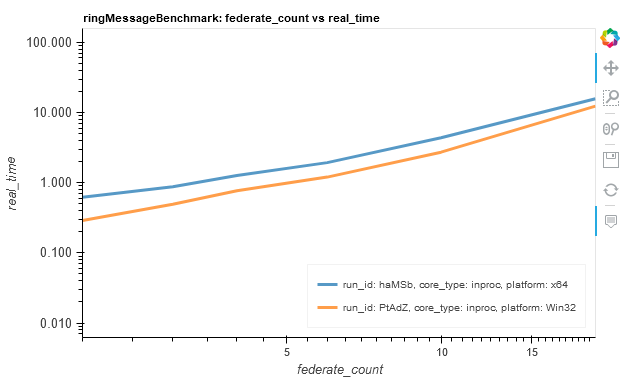 ringMessageBenchmark: federate_count vs real_time
100.000
10.000
1.000
0.100
0.010
real_time
run_id: haMSb, core_type: inproc, platform: x64
run_id: PtAdZ, core_type: inproc, platform: Win32
5
10
15
federate_count